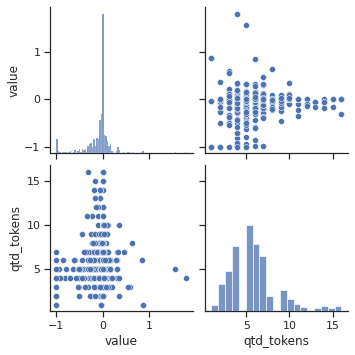 value
1
0
−1
qtd_tokens
15
10
5
−1 0 1
value
5 10 15
qtd_tokens